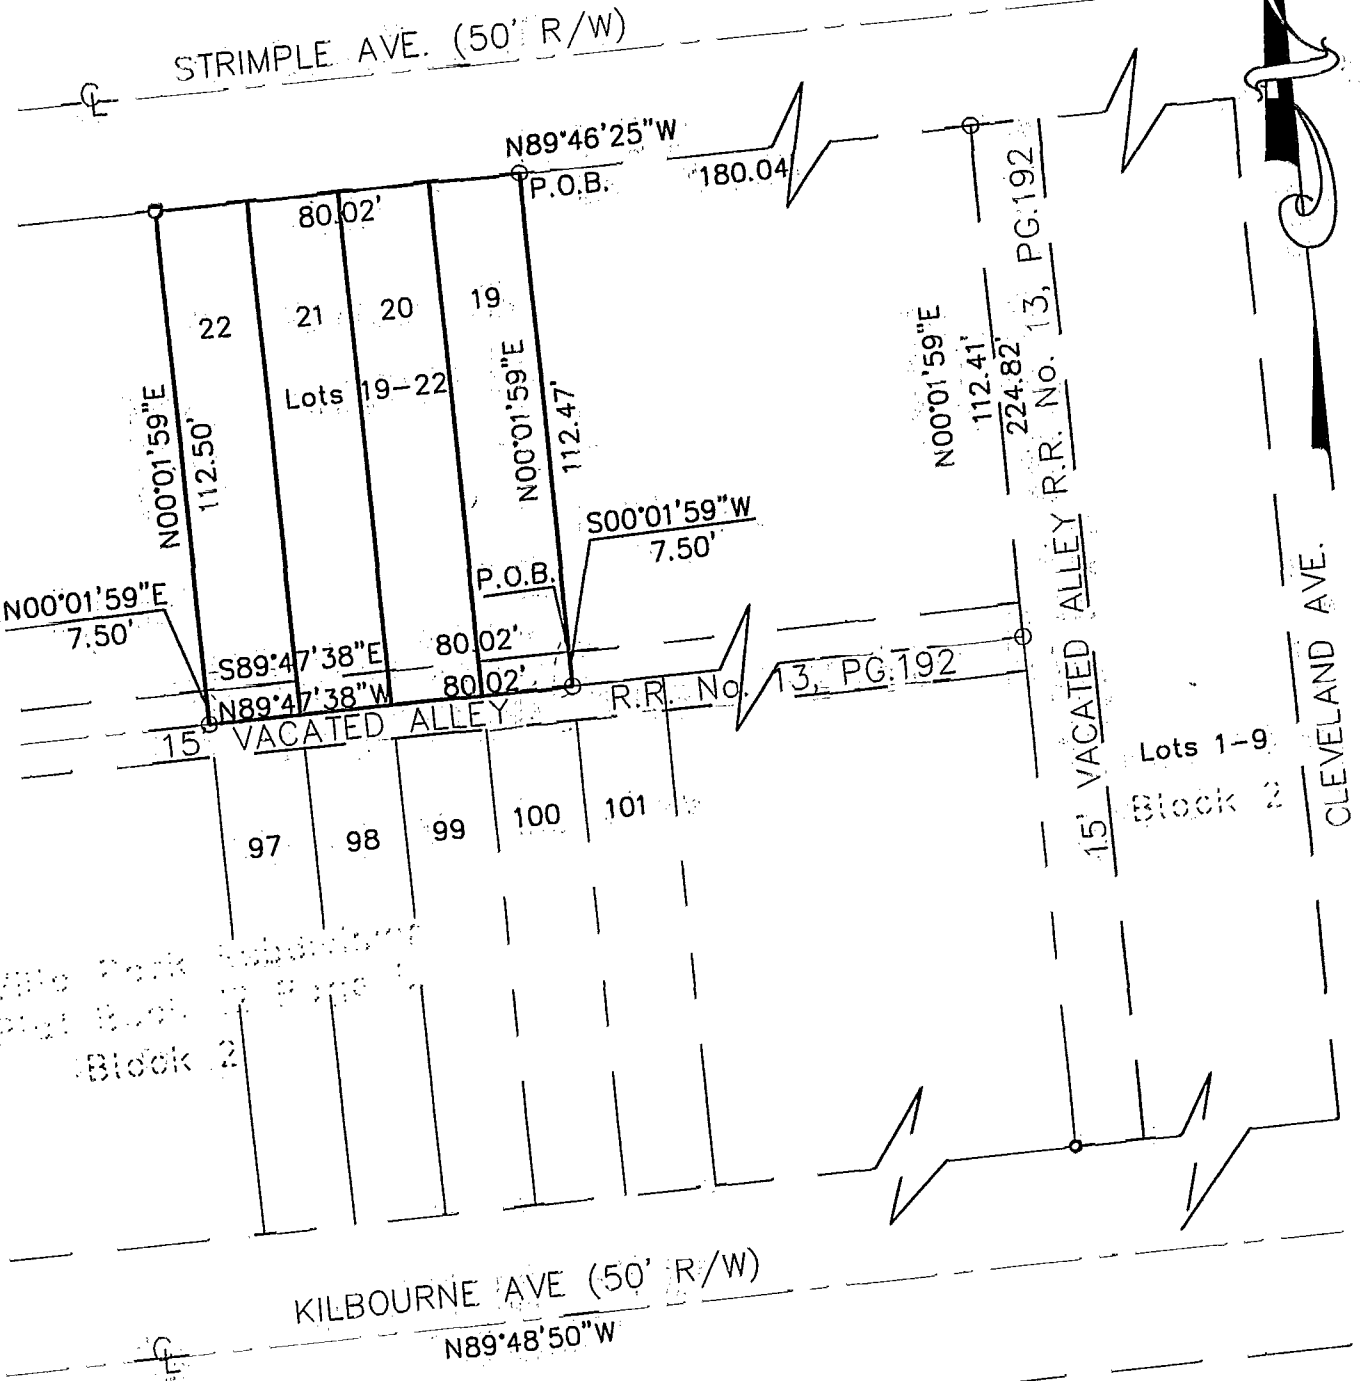 STRIMPLE AVE. (50' R/W)
CL
N89°46'25"W
P.O.B.
180.04
80.02'
22
21
20
19
Lots 19-22
N00°01'59"E
112.50'
N00°01'59"E
112.47'
N00°01'59"E
112.41'
224.82'
15' VACATED ALLEY R.R. No. 13, PG.192
S00°01'59"W
7.50'
P.O.B.
N00°01'59"E
7.50'
S89°47'38"E
80.02'
N89°47'38"W
80.02'
15' VACATED ALLEY R.R. No. 13, PG.192
97
98
99
100
101
Lots 1-9
Block 2
CLEVELAND AVE.
Park Subdivision
Block 2
KILBOURNE AVE (50' R/W)
CL
N89°48'50"W